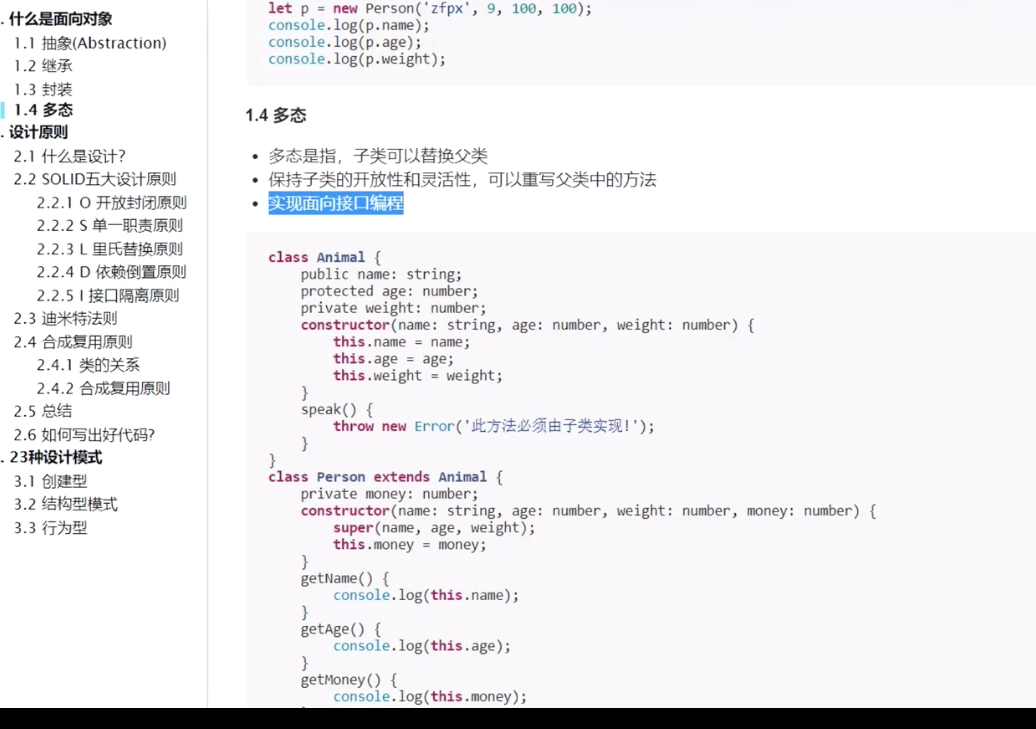 . 什么是面向对象
1.1 抽象(Abstraction)
1.2 继承
1.3 封装
1.4 多态
. 设计原则
2.1 什么是设计?
2.2 SOLID五大设计原则
2.2.1 O 开放封闭原则
2.2.2 S 单一职责原则
2.2.3 L 里氏替换原则
2.2.4 D 依赖倒置原则
2.2.5 I 接口隔离原则
2.3 迪米特法则
2.4 合成复用原则
2.4.1 类的关系
2.4.2 合成复用原则
2.5 总结
2.6 如何写出好代码?
. 23种设计模式
3.1 创建型
3.2 结构型模式
3.3 行为型
let p = new Person('zfpx', 9, 100, 100);
console.log(p.name);
console.log(p.age);
console.log(p.weight);
1.4 多态
• 多态是指，子类可以替换父类
• 保持子类的开放性和灵活性，可以重写父类中的方法
• 实现面向接口编程
class Animal {
    public name: string;
    protected age: number;
    private weight: number;
    constructor(name: string, age: number, weight: number) {
        this.name = name;
        this.age = age;
        this.weight = weight;
    }
    speak() {
        throw new Error('此方法必须由子类实现!');
    }
}
class Person extends Animal {
    private money: number;
    constructor(name: string, age: number, weight: number, money: number) {
        super(name, age, weight);
        this.money = money;
    }
    getName() {
        console.log(this.name);
    }
    getAge() {
        console.log(this.age);
    }
    getMoney() {
        console.log(this.money);